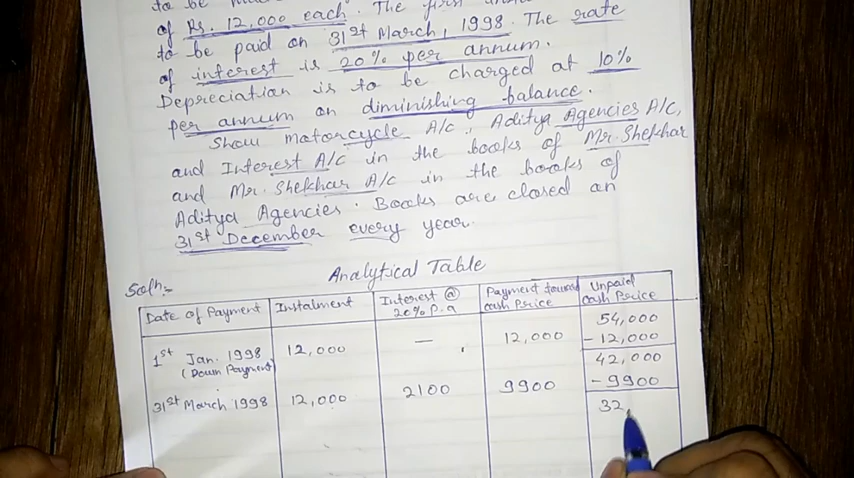 to be
of Rs. 12,000 each. The first
to be paid on 31st March, 1998. The rate
of interest is 20% per annum.
Depreciation is to be charged at 10%
per annum on diminishing balance.
Show Motorcycle A/c, Aditya Agencies A/c,
and Interest A/c in the books of Mr. Shekhar
and Mr. Shekhar A/c in the books of
Aditya Agencies. Books are closed on
31st December every year.
Analytical Table
Solⁿ:-
Date of Payment Instalment Interest @ 20% P.a Payment toward cash Price Unpaid cash Price
54,000
1st Jan. 1998 12,000 — 12,000 - 12,000
(Down Payment) 42,000
31st March 1998 12,000 2100 9900 - 9900
32,